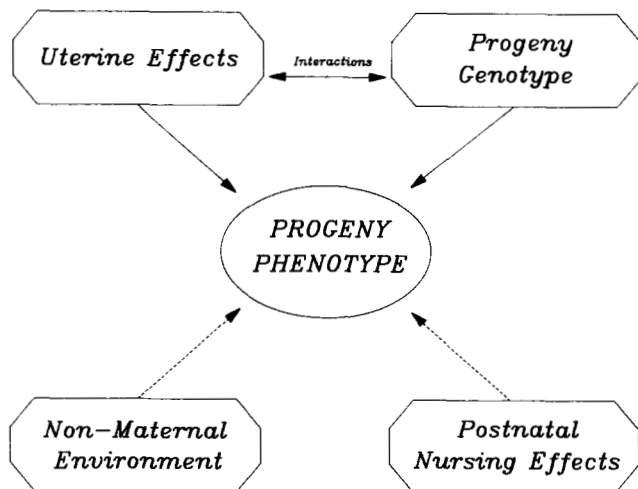 Uterine Effects
Interactions
Progeny
Genotype
PROGENY
PHENOTYPE
Non-Maternal
Environment
Postnatal
Nursing Effects